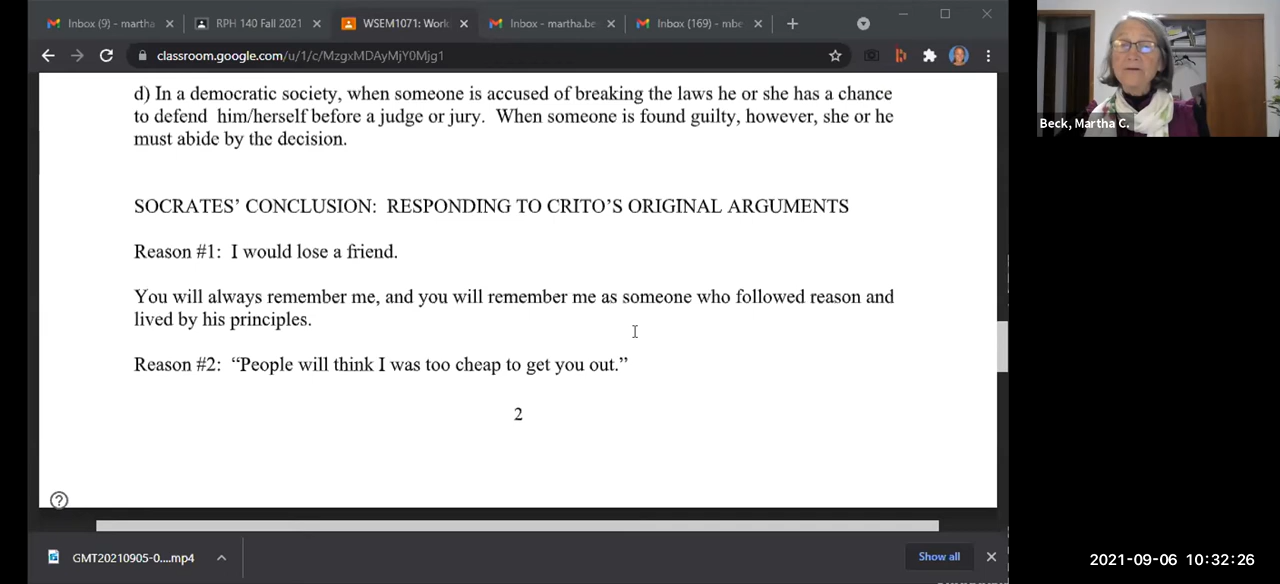 Inbox (9) - martha
RPH 140 Fall 2021
WSEM1071: Work
Inbox - martha.be
Inbox (169) - mbe
classroom.google.com/u/1/c/MzgxMDAyMjY0Mjg1
d) In a democratic society, when someone is accused of breaking the laws he or she has a chance
to defend him/herself before a judge or jury. When someone is found guilty, however, she or he
must abide by the decision.
SOCRATES' CONCLUSION: RESPONDING TO CRITO'S ORIGINAL ARGUMENTS
Reason #1: I would lose a friend.
You will always remember me, and you will remember me as someone who followed reason and
lived by his principles.
Reason #2: “People will think I was too cheap to get you out.”
2
GMT20210905-0....mp4
Show all
Beck, Martha C.
2021-09-06 10:32:26